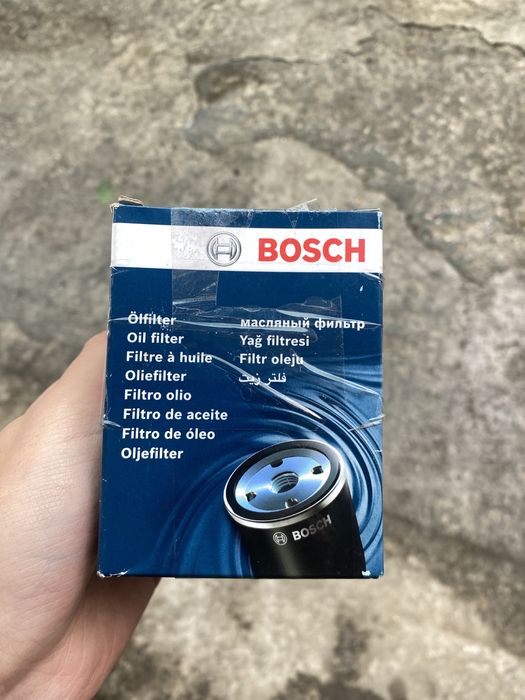 BOSCH
Ölfilter
Oil filter
Filtre à huile
Oliefilter
Filtro olio
Filtro de aceite
Filtro de óleo
Oljefilter
масляный фильтр
Yağ filtresi
Filtr oleju
فلتر زيت
BOSCH